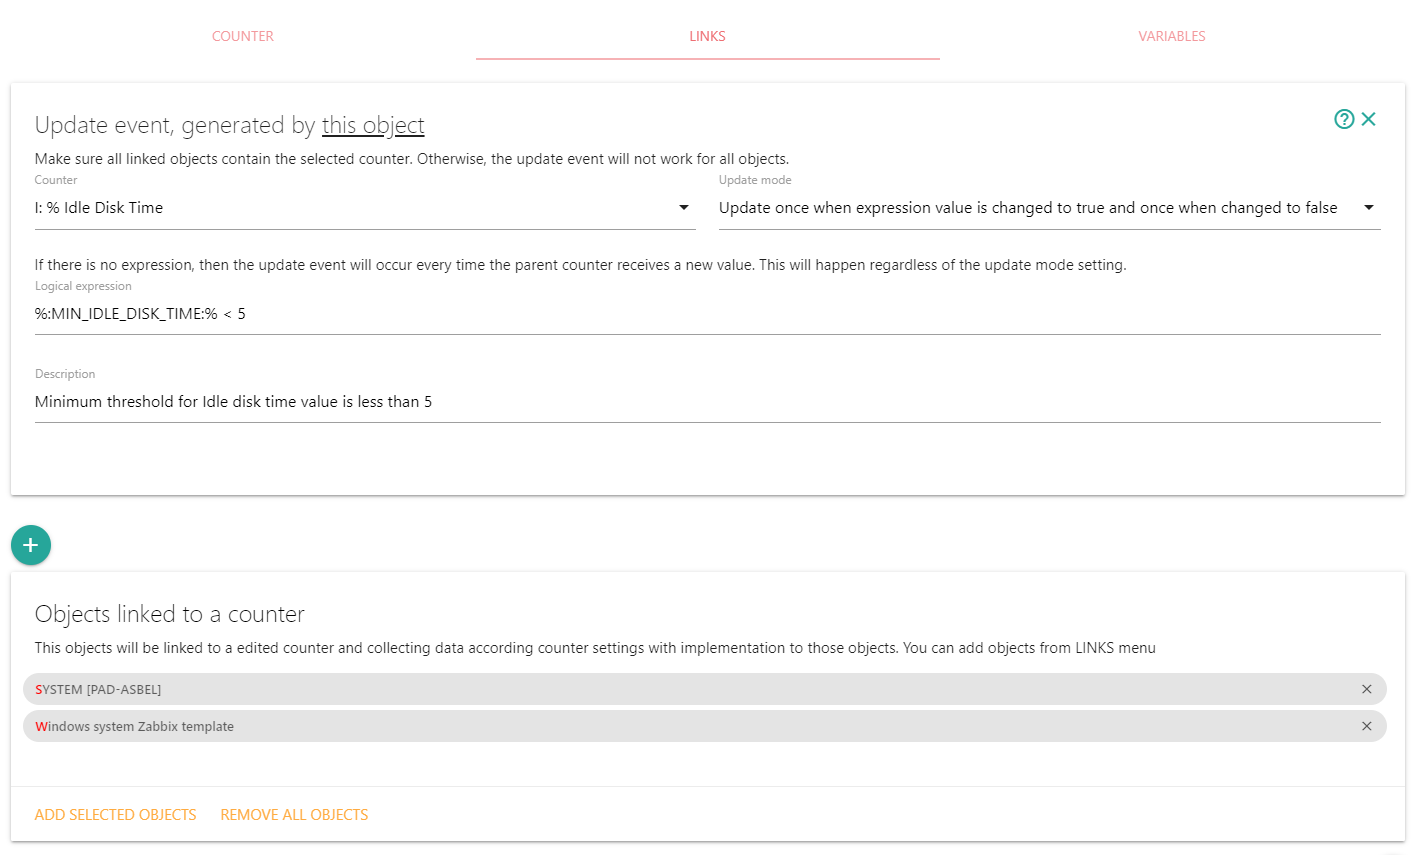 COUNTER
LINKS
VARIABLES
Update event, generated by this object
Make sure all linked objects contain the selected counter. Otherwise, the update event will not work for all objects.
Counter
Update mode
I: % Idle Disk Time
Update once when expression value is changed to true and once when changed to false
If there is no expression, then the update event will occur every time the parent counter receives a new value. This will happen regardless of the update mode setting.
Logical expression
%:MIN_IDLE_DISK_TIME:% < 5
Description
Minimum threshold for Idle disk time value is less than 5
Objects linked to a counter
This objects will be linked to a edited counter and collecting data according counter settings with implementation to those objects. You can add objects from LINKS menu
SYSTEM [PAD-ASBEL]
Windows system Zabbix template
ADD SELECTED OBJECTS
REMOVE ALL OBJECTS